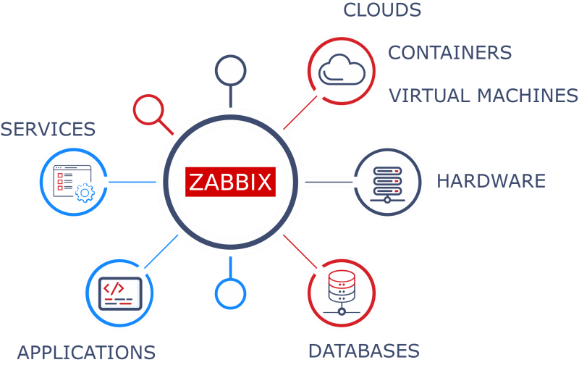 CLOUDS
CONTAINERS
VIRTUAL MACHINES
SERVICES
ZABBIX
HARDWARE
APPLICATIONS
DATABASES